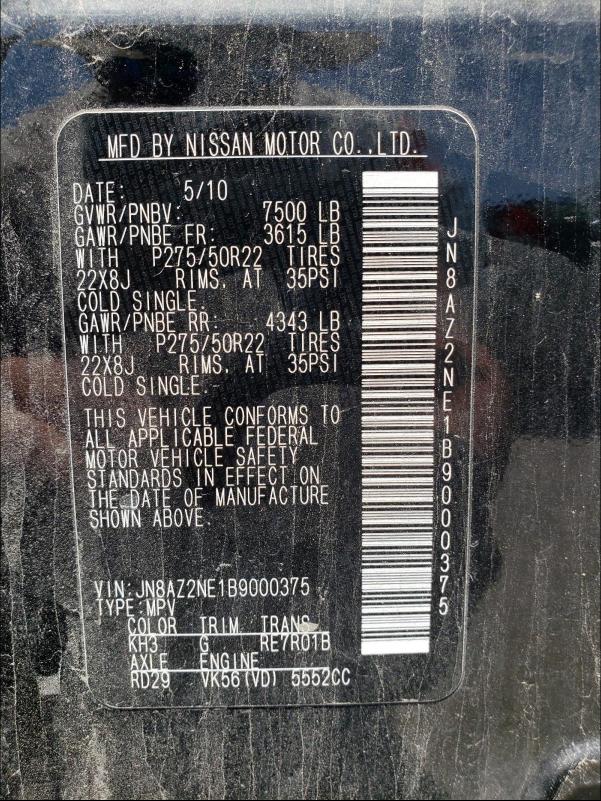 MFD BY NISSAN MOTOR CO.,LTD.
DATE: 5/10
GVWR/PNBV: 7500 LB
GAWR/PNBE FR: 3615 LB
WITH P275/50R22 TIRES
22X8J RIMS, AT 35PSI
COLD SINGLE.
GAWR/PNBE RR: 4343 LB
WITH P275/50R22 TIRES
22X8J RIMS, AT 35PSI
COLD SINGLE.
THIS VEHICLE CONFORMS TO
ALL APPLICABLE FEDERAL
MOTOR VEHICLE SAFETY
STANDARDS IN EFFECT ON
THE DATE OF MANUFACTURE
SHOWN ABOVE.
VIN:JN8AZ2NE1B9000375
TYPE:MPV
COLOR TRIM TRANS
KH3 G RE7R01B
AXLE ENGINE
RD29 VK56(VD) 5552CC
JN8AZ2NE1B9000375